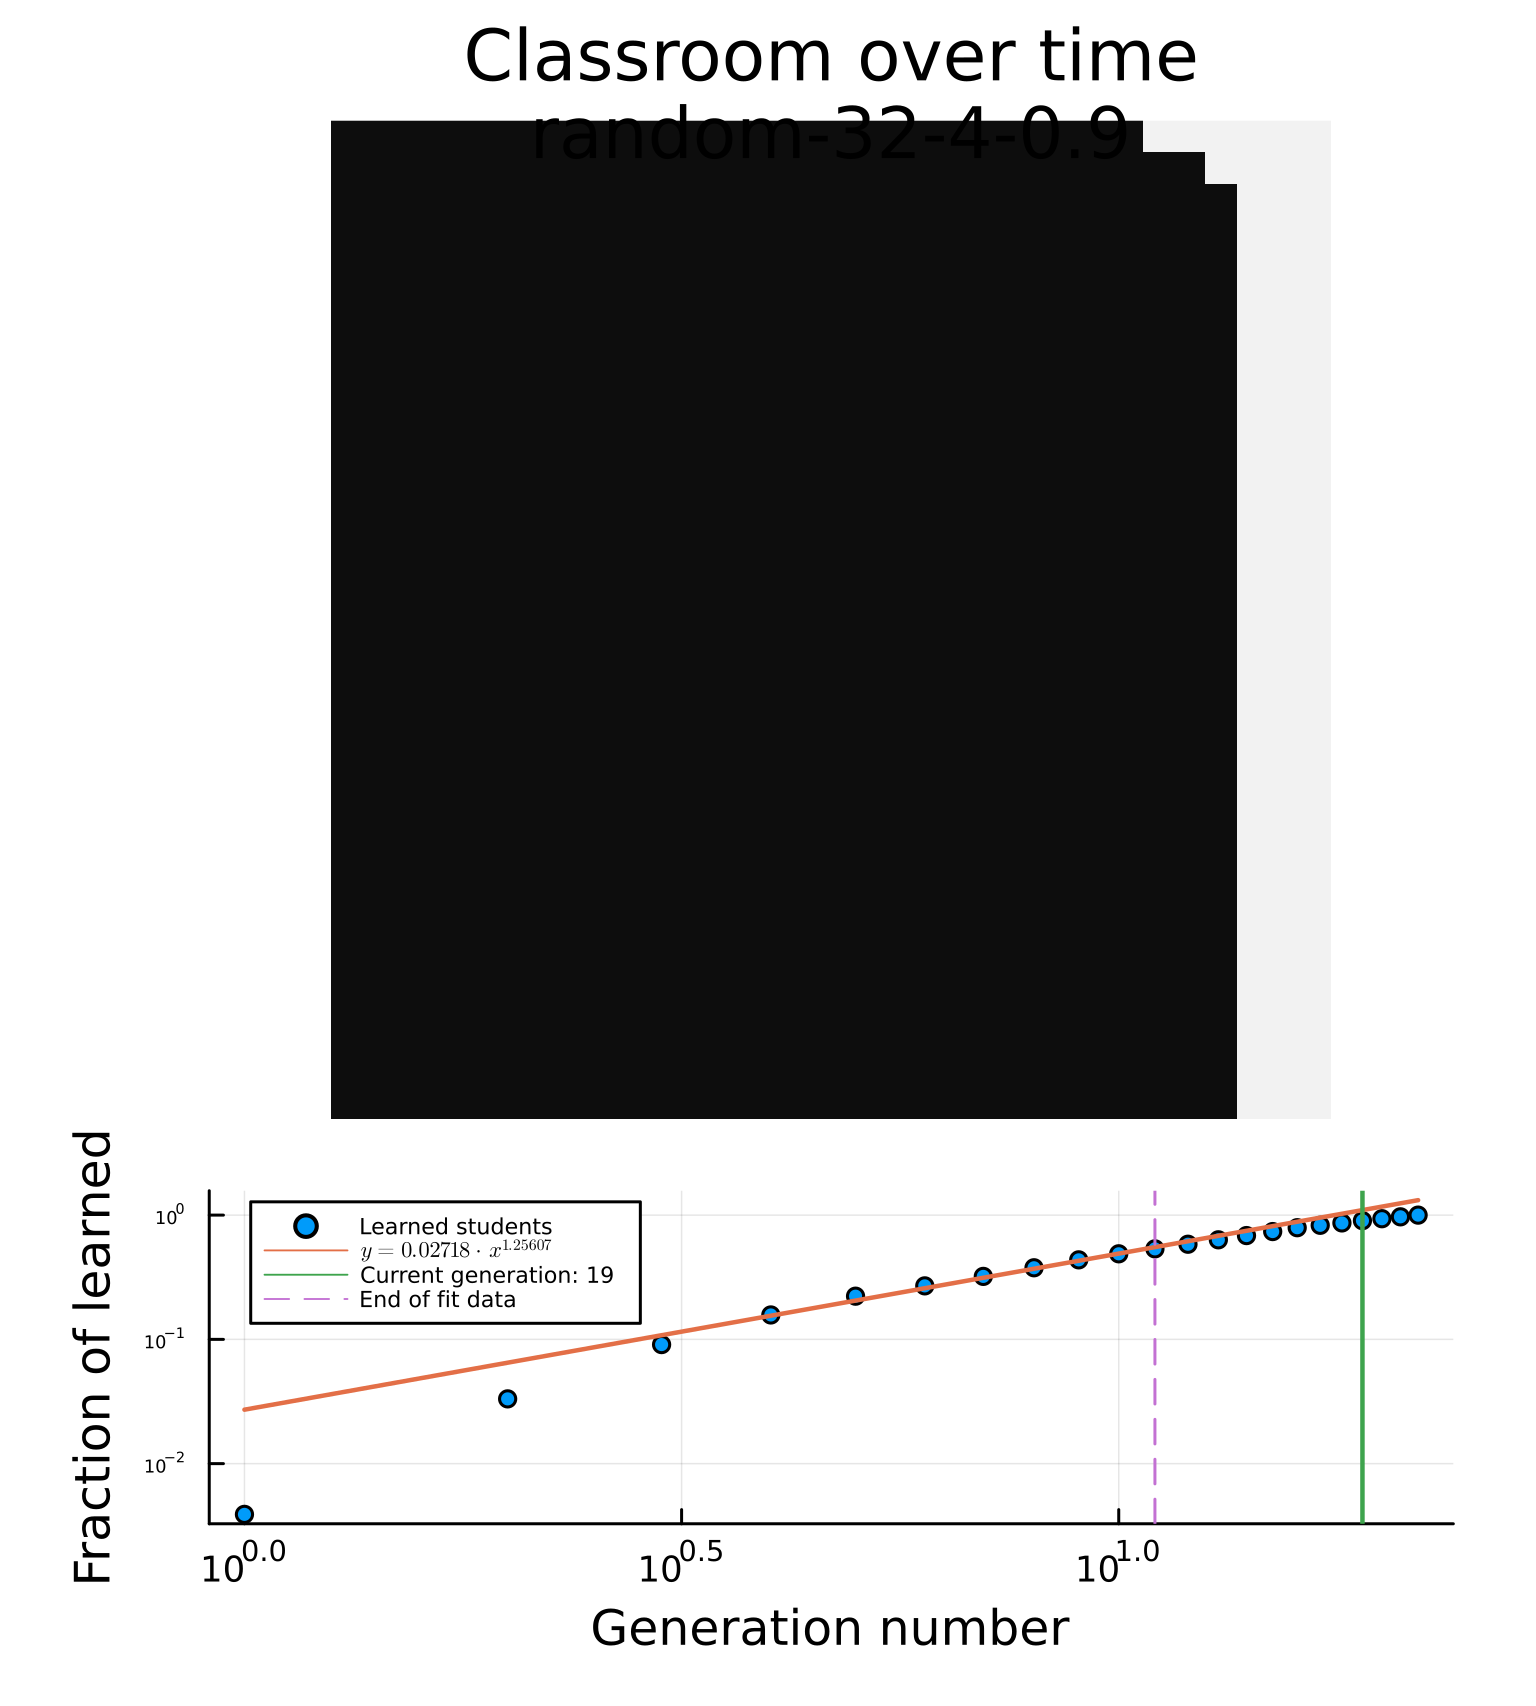 Classroom over time
random-32-4-0.9
Fraction of learned
10^0
10^-1
10^-2
Learned students
y = 0.02718 · x^1.25607
Current generation: 19
End of fit data
10^0.0
10^0.5
10^1.0
Generation number